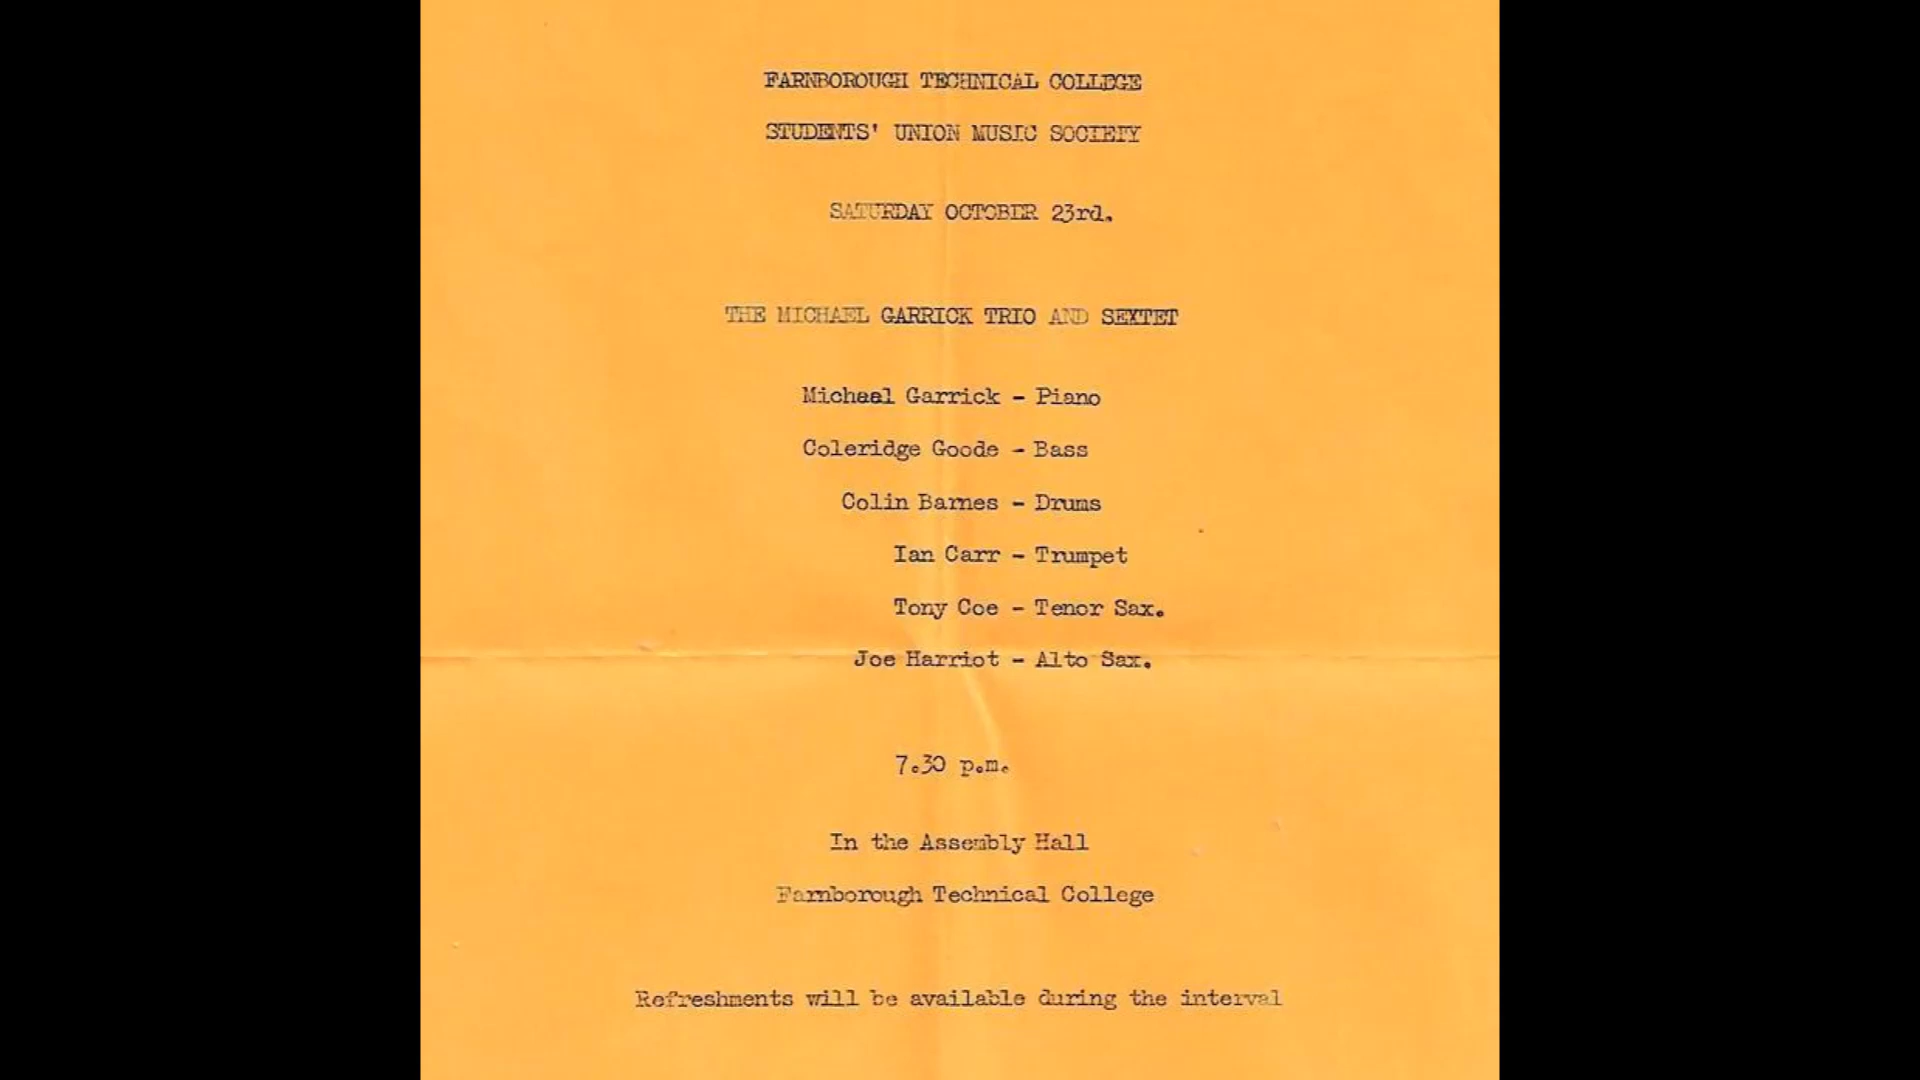 FARNBOROUGH TECHNICAL COLLEGE
STUDENTS' UNION MUSIC SOCIETY
SATURDAY OCTOBER 23rd.
THE MICHAEL GARRICK TRIO AND SEXTET
Michael Garrick - Piano
Coleridge Goode - Bass
Colin Barnes - Drums
Ian Carr - Trumpet
Tony Coe - Tenor Sax.
Joe Harriot - Alto Sax.
7.30 p.m.
In the Assembly Hall
Farnborough Technical College
Refreshments will be available during the interval